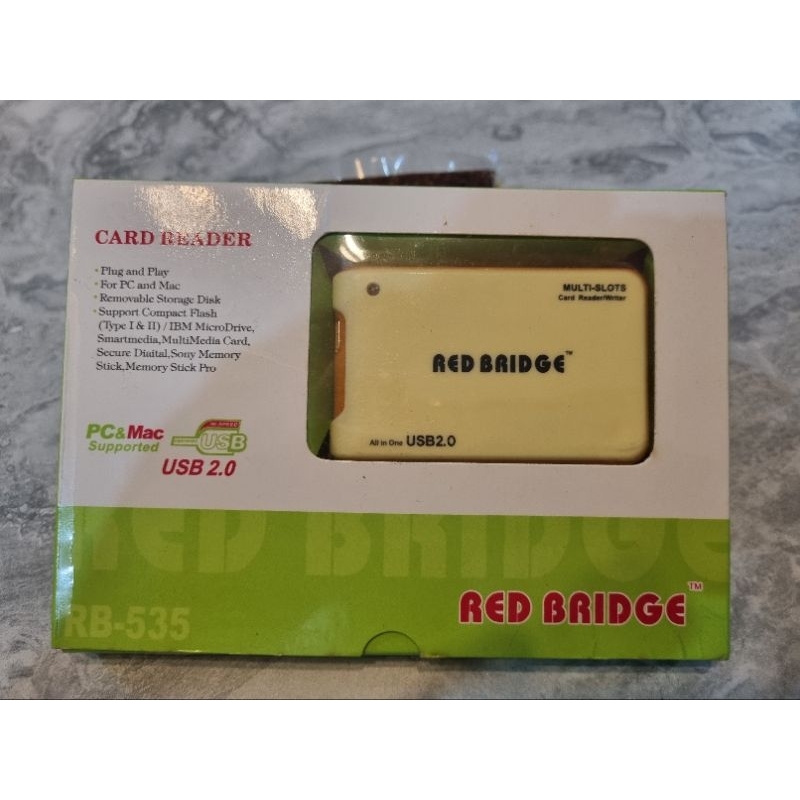 CARD READER
· Plug and Play
· For PC and Mac
· Removable Storage Disk
· Support Compact Flash
(Type I & II) / IBM MicroDrive,
Smartmedia,MultiMedia Card,
Secure Diaital,Sony Memory
Stick,Memory Stick Pro
PC&Mac
Supported
HI-SPEED
USB
USB 2.0
MULTI-SLOTS
Card Reader/Writer
RED BRIDGE™
All in One USB2.0
RED BRIDGE
RB-535
RED BRIDGE™